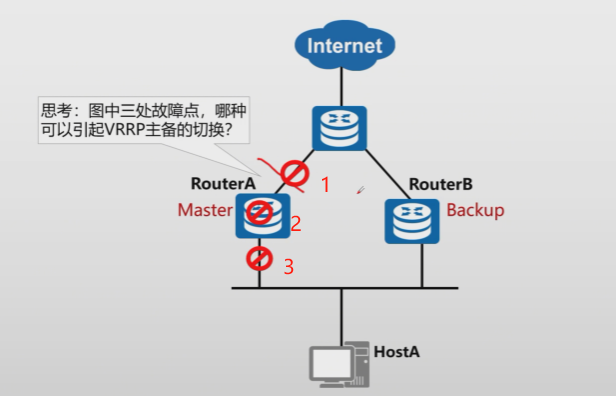 Internet
思考：图中三处故障点，哪种
可以引起VRRP主备的切换？
1
RouterA
RouterB
Master
2
Backup
3
HostA